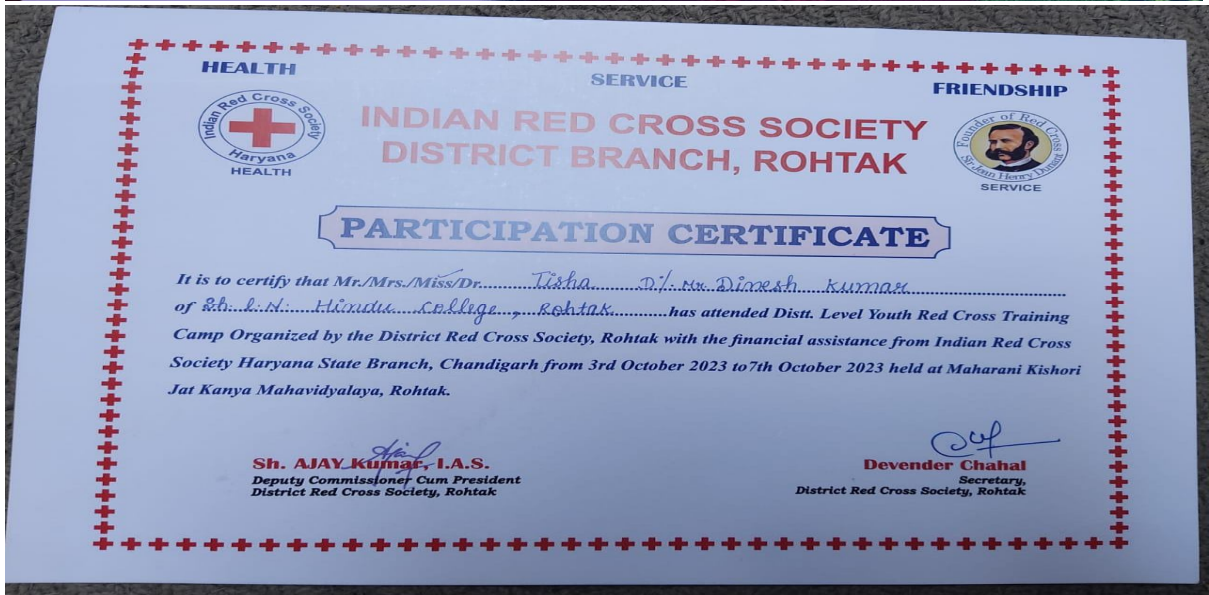 HEALTH
SERVICE
FRIENDSHIP
Indian Red Cross Society
Haryana
HEALTH
INDIAN RED CROSS SOCIETY
DISTRICT BRANCH, ROHTAK
Founder of Red Cross
Sir Jean Henry Dunant
SERVICE
PARTICIPATION CERTIFICATE
It is to certify that Mr./Mrs./Miss/Dr. Tisha D/. Mr. Dinesh Kumar
of Sh. L.N. Hindu College, Rohtak has attended Distt. Level Youth Red Cross Training
Camp Organized by the District Red Cross Society, Rohtak with the financial assistance from Indian Red Cross
Society Haryana State Branch, Chandigarh from 3rd October 2023 to7th October 2023 held at Maharani Kishori
Jat Kanya Mahavidyalaya, Rohtak.
Sh. AJAY Kumar, I.A.S.
Deputy Commissioner Cum President
District Red Cross Society, Rohtak
Devender Chahal
Secretary,
District Red Cross Society, Rohtak